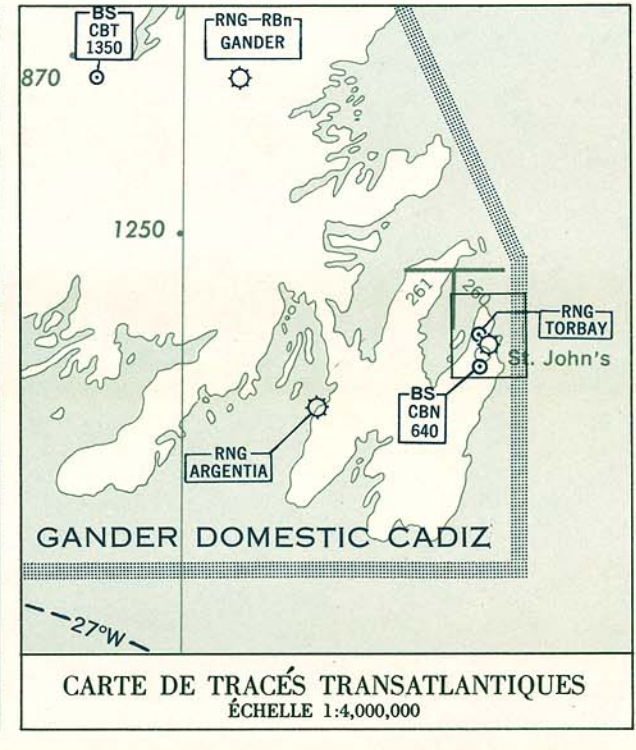 BS
CBT
1350
RNG-RBn
GANDER
870
1250
261
260
RNG
TORBAY
St. John's
BS
CBN
640
RNG
ARGENTIA
GANDER DOMESTIC CADIZ
27°W
CARTE DE TRACÉS TRANSATLANTIQUES
ÉCHELLE 1:4,000,000